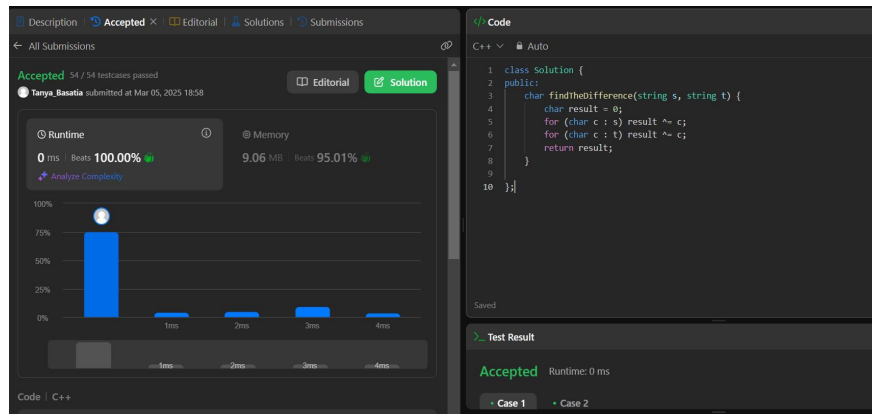 Description
Accepted
Editorial
Solutions
Submissions
All Submissions
Accepted 54 / 54 testcases passed
Tanya_Basatia submitted at Mar 05, 2025 18:58
Editorial
Solution
Runtime
0 ms Beats 100.00%
Analyze Complexity
Memory
9.06 MB Beats 95.01%
100%
75%
50%
25%
0%
1ms 2ms 3ms 4ms
1ms 2ms 3ms 4ms
Code | C++
</> Code
C++ Auto
1 class Solution {
2 public:
3 char findTheDifference(string s, string t) {
4 char result = 0;
5 for (char c : s) result ^= c;
6 for (char c : t) result ^= c;
7 return result;
8 }
9
10 };
Saved
>_ Test Result
Accepted Runtime: 0 ms
• Case 1 • Case 2